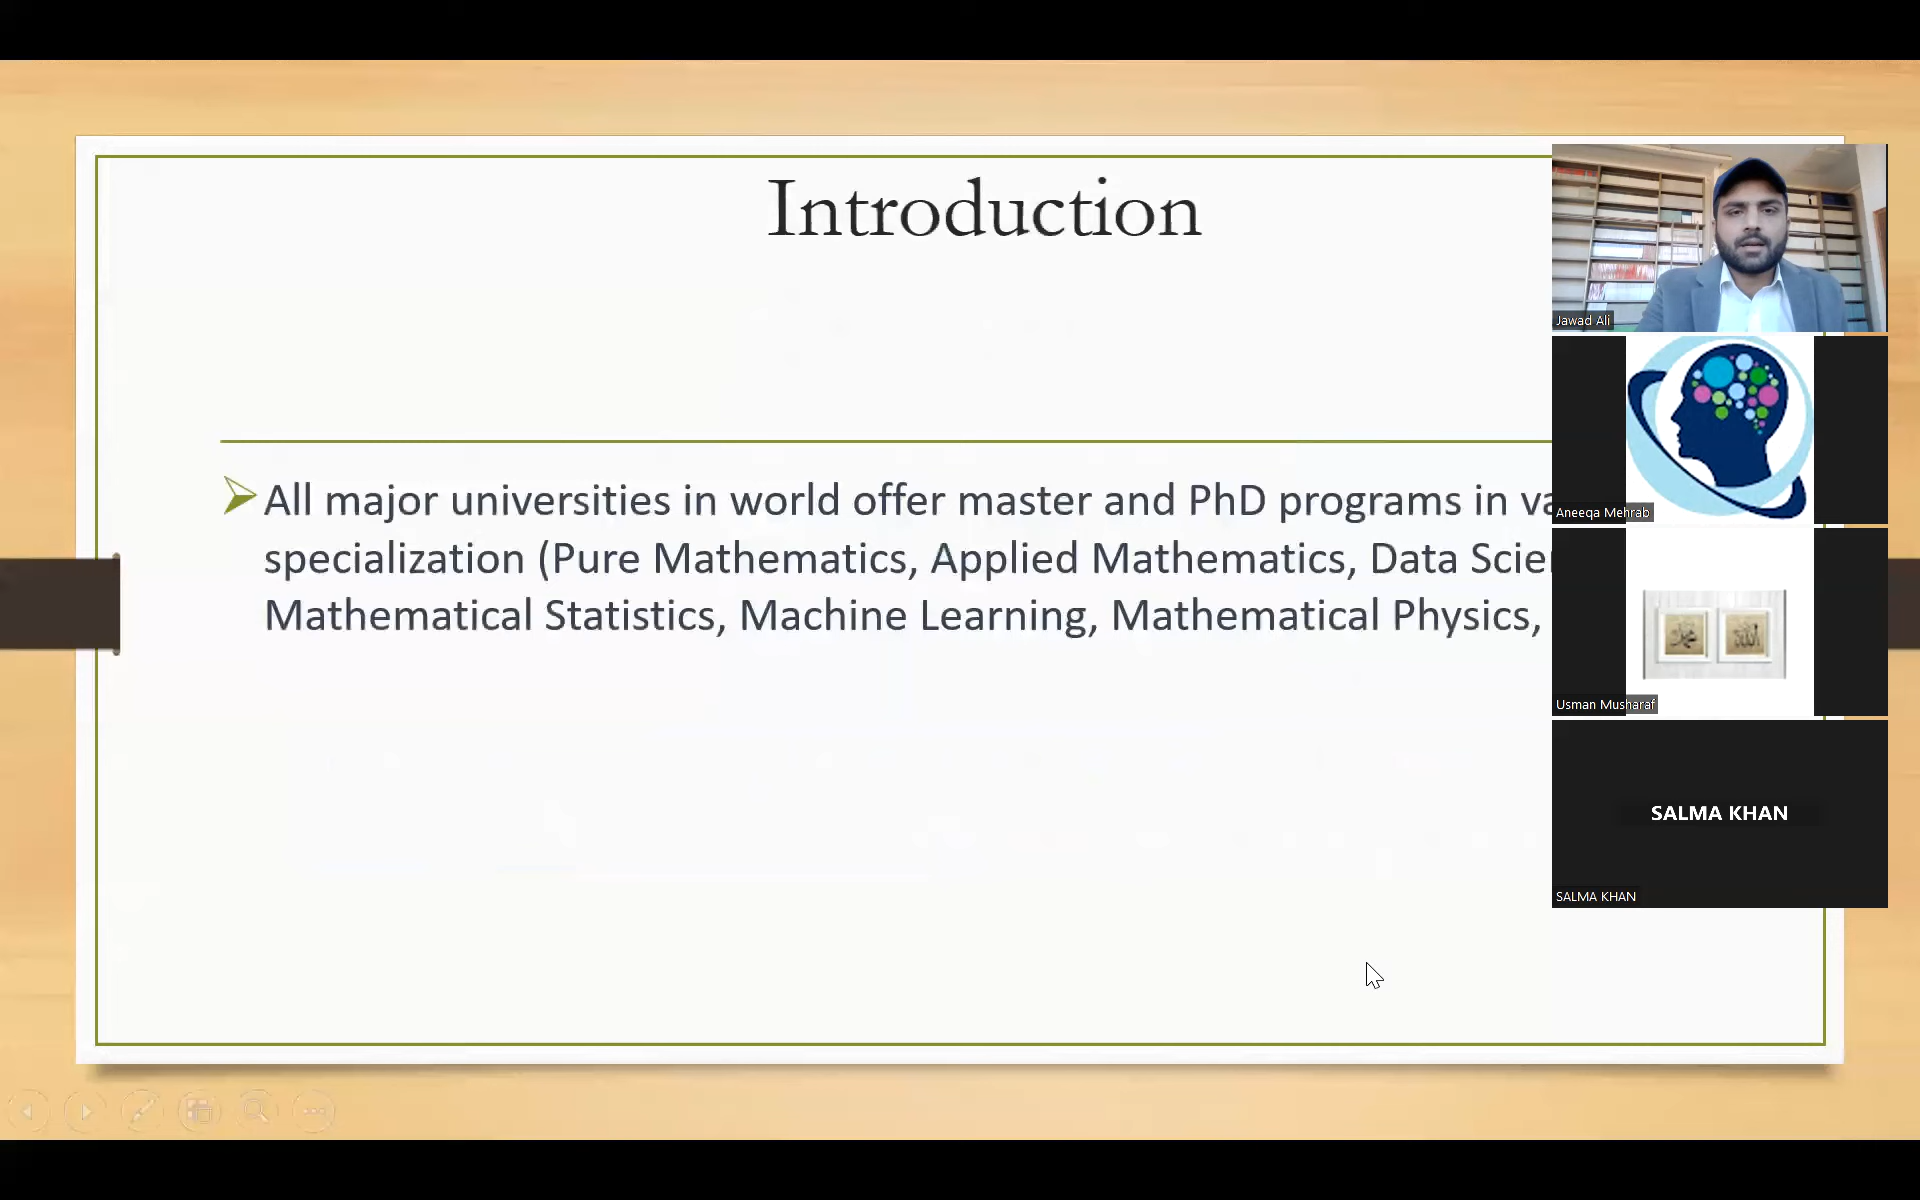 Introduction
All major universities in world offer master and PhD programs in
specialization (Pure Mathematics, Applied Mathematics, Data
Mathematical Statistics, Machine Learning, Mathematical Physics,
Jawad Ali
Aneeqa Mehrab
Usman Musharaf
SALMA KHAN
SALMA KHAN